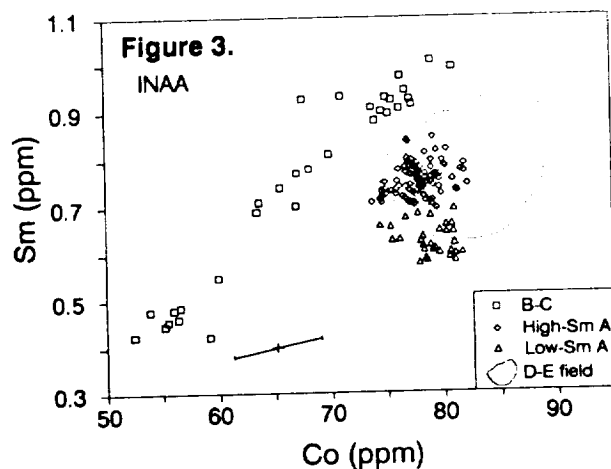 Figure 3.
INAA
1.1
0.9
0.7
0.5
0.3
Sm (ppm)
50
60
70
80
90
Co (ppm)
B-C
High-Sm A
Low-Sm A
D-E field